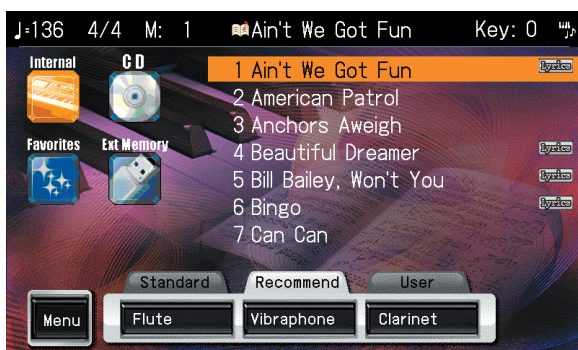 ♩=136 4/4 M: 1 Ain't We Got Fun Key: 0
Internal CD
1 Ain't We Got Fun Lyrics
2 American Patrol
3 Anchors Aweigh
Favorites Ext Memory
4 Beautiful Dreamer Lyrics
5 Bill Bailey, Won't You Lyrics
6 Bingo Lyrics
7 Can Can
Standard Recommend User
Menu Flute Vibraphone Clarinet